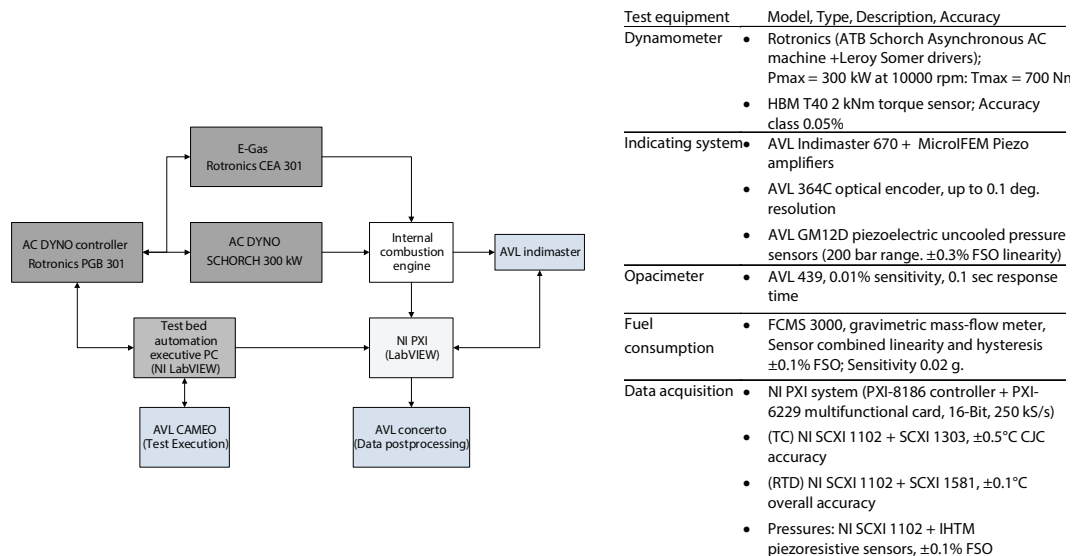 E-Gas
Rotronics CEA 301
AC DYNO controller
Rotronics PGB 301
AC DYNO
SCHORCH 300 kW
Internal
combustion
engine
AVL indimaster
Test bed
automation
executive PC
(NI LabVIEW)
NI PXI
(LabVIEW)
AVL CAMEO
(Test Execution)
AVL concerto
(Data postprocessing)
Test equipment Model, Type, Description, Accuracy
Dynamometer • Rotronics (ATB Schorch Asynchronous AC
machine +Leroy Somer drivers);
Pmax = 300 kW at 10000 rpm: Tmax = 700 Nm
• HBM T40 2 kNm torque sensor; Accuracy
class 0.05%
Indicating system • AVL Indimaster 670 + MicroIFEM Piezo
amplifiers
• AVL 364C optical encoder, up to 0.1 deg.
resolution
• AVL GM12D piezoelectric uncooled pressure
sensors (200 bar range. ±0.3% FSO linearity)
Opacimeter • AVL 439, 0.01% sensitivity, 0.1 sec response
time
Fuel • FCMS 3000, gravimetric mass-flow meter,
consumption Sensor combined linearity and hysteresis
±0.1% FSO; Sensitivity 0.02 g.
Data acquisition • NI PXI system (PXI-8186 controller + PXI-
6229 multifunctional card, 16-Bit, 250 kS/s)
• (TC) NI SCXI 1102 + SCXI 1303, ±0.5°C CJC
accuracy
• (RTD) NI SCXI 1102 + SCXI 1581, ±0.1°C
overall accuracy
• Pressures: NI SCXI 1102 + IHTM
piezoresistive sensors, ±0.1% FSO